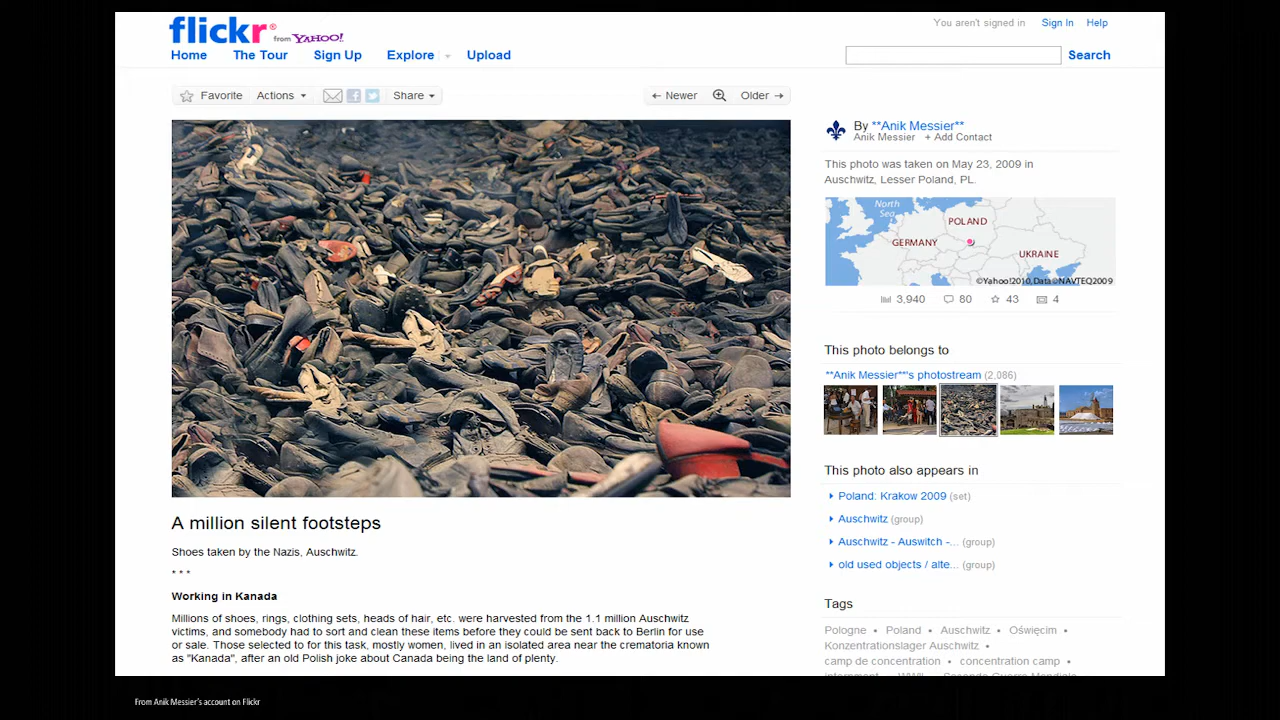 flickr® from YAHOO!
You aren't signed in Sign In Help
Home The Tour Sign Up Explore Upload
Search
Favorite Actions Share
← Newer Older →
By **Anik Messier**
Anik Messier + Add Contact
This photo was taken on May 23, 2009 in
Auschwitz, Lesser Poland, PL.
North
Sea
POLAND
GERMANY
UKRAINE
©Yahoo!2010,Data©NAVTEQ2009
3,940 80 43 4
This photo belongs to
**Anik Messier**'s photostream (2,086)
This photo also appears in
Poland: Krakow 2009 (set)
Auschwitz (group)
Auschwitz - Auswitch -... (group)
old used objects / alte... (group)
Tags
Pologne • Poland • Auschwitz • Oświęcim •
Konzentrationslager Auschwitz •
camp de concentration • concentration camp •
internment • WWII • Seconde Guerre Mondiale
A million silent footsteps
Shoes taken by the Nazis, Auschwitz.
* * *
Working in Kanada
Millions of shoes, rings, clothing sets, heads of hair, etc. were harvested from the 1.1 million Auschwitz
victims, and somebody had to sort and clean these items before they could be sent back to Berlin for use
or sale. Those selected to for this task, mostly women, lived in an isolated area near the crematoria known
as "Kanada", after an old Polish joke about Canada being the land of plenty.
From Anik Messier's account on Flickr